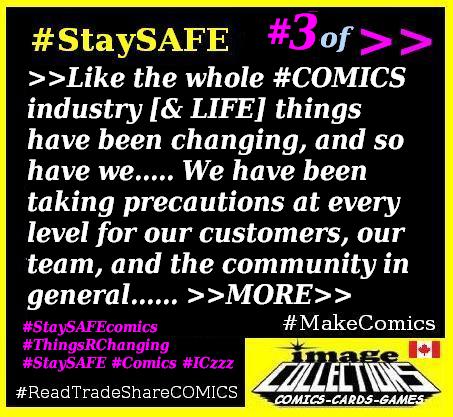 #StaySAFE #3 of >>
>>Like the whole #COMICS
industry [& LIFE] things
have been changing, and so
have we..... We have been
taking precautions at every
level for our customers, our
team, and the community in
general...... >>MORE>>
#StaySAFEcomics
#ThingsRChanging
#StaySAFE #Comics #ICzzz
#MakeComics
#ReadTradeShareCOMICS
image
COLLECTIONS
COMICS-CARDS-GAMES